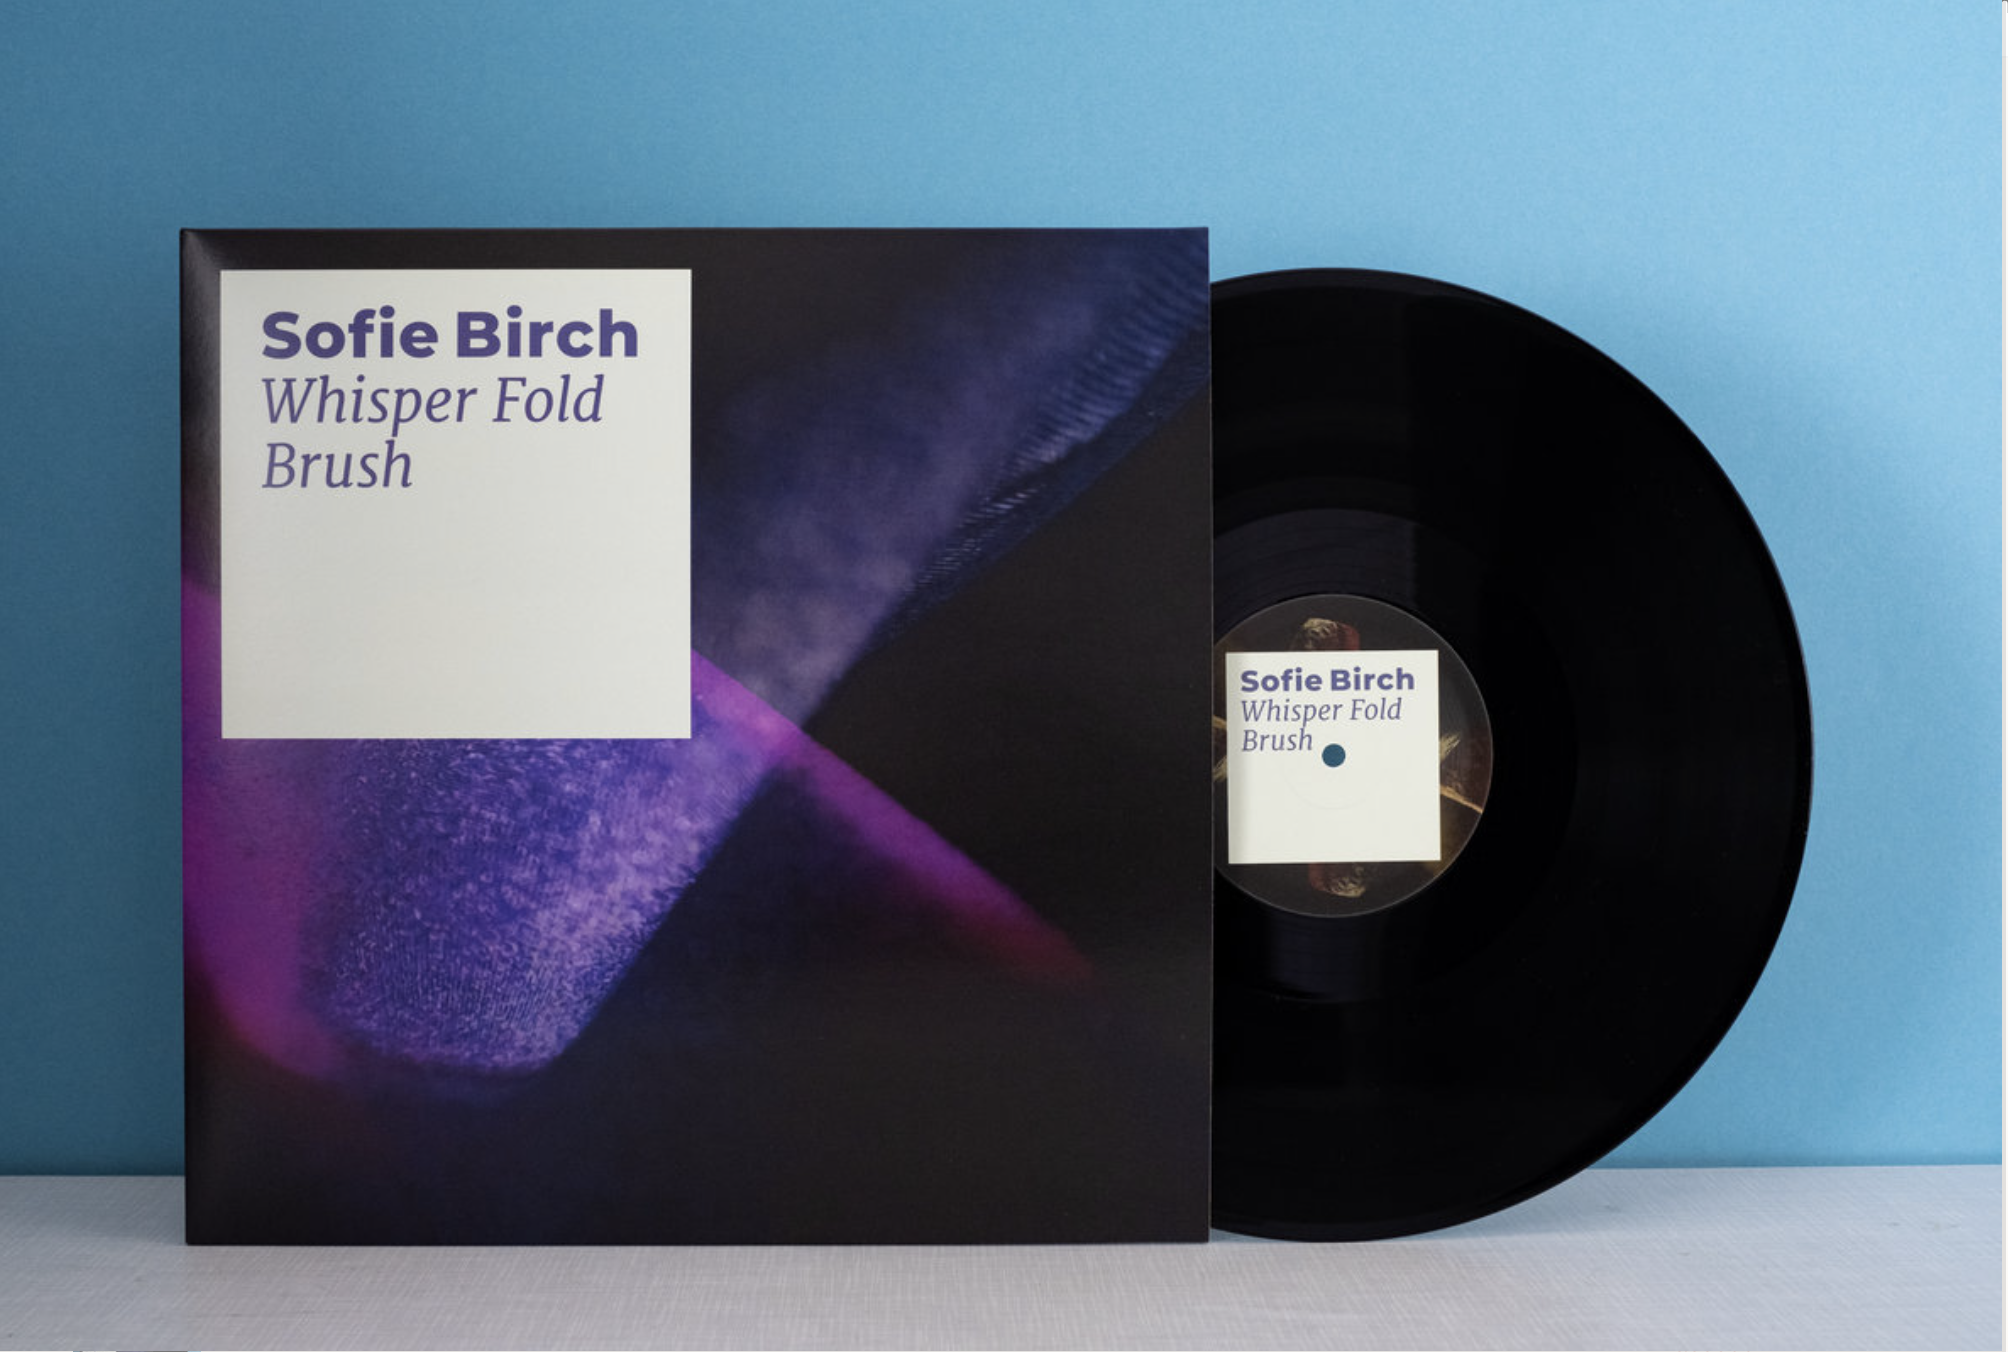 Sofie Birch
Whisper Fold
Brush
Sofie Birch
Whisper Fold
Brush